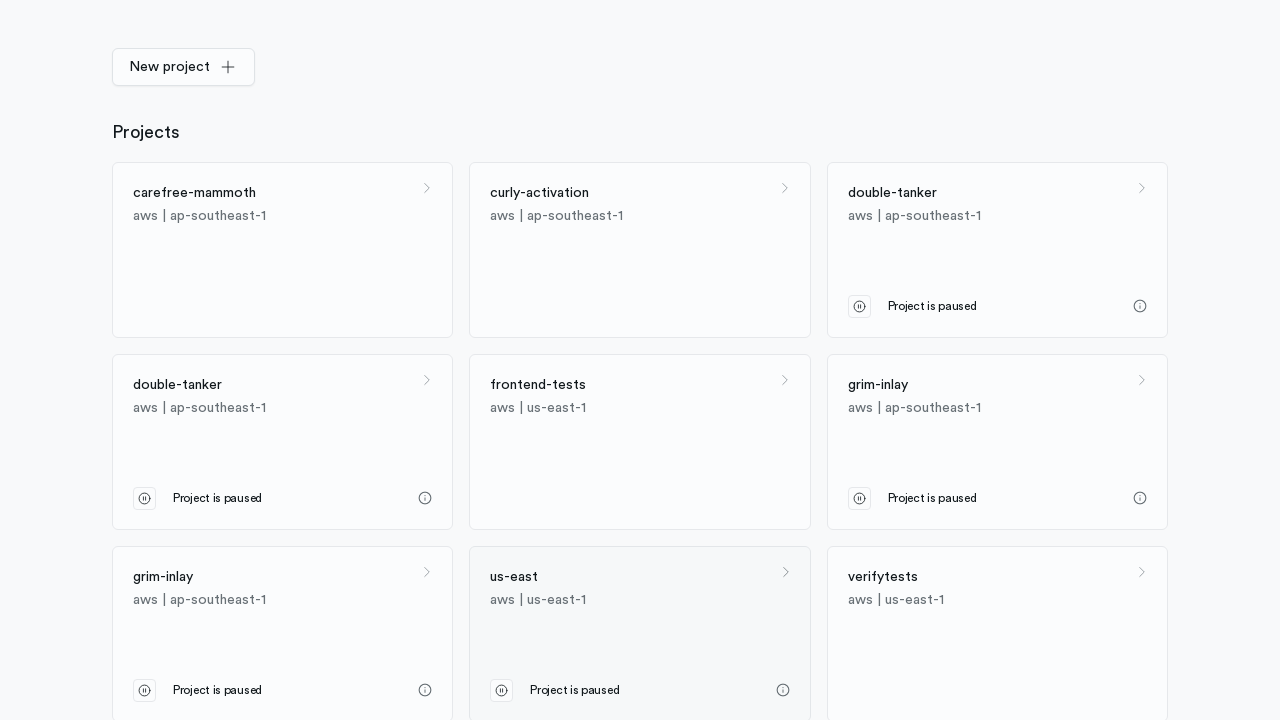 New project
Projects
carefree-mammoth
aws | ap-southeast-1
curly-activation
aws | ap-southeast-1
double-tanker
aws | ap-southeast-1
Project is paused
double-tanker
aws | ap-southeast-1
Project is paused
frontend-tests
aws | us-east-1
grim-inlay
aws | ap-southeast-1
Project is paused
grim-inlay
aws | ap-southeast-1
Project is paused
us-east
aws | us-east-1
Project is paused
verifytests
aws | us-east-1